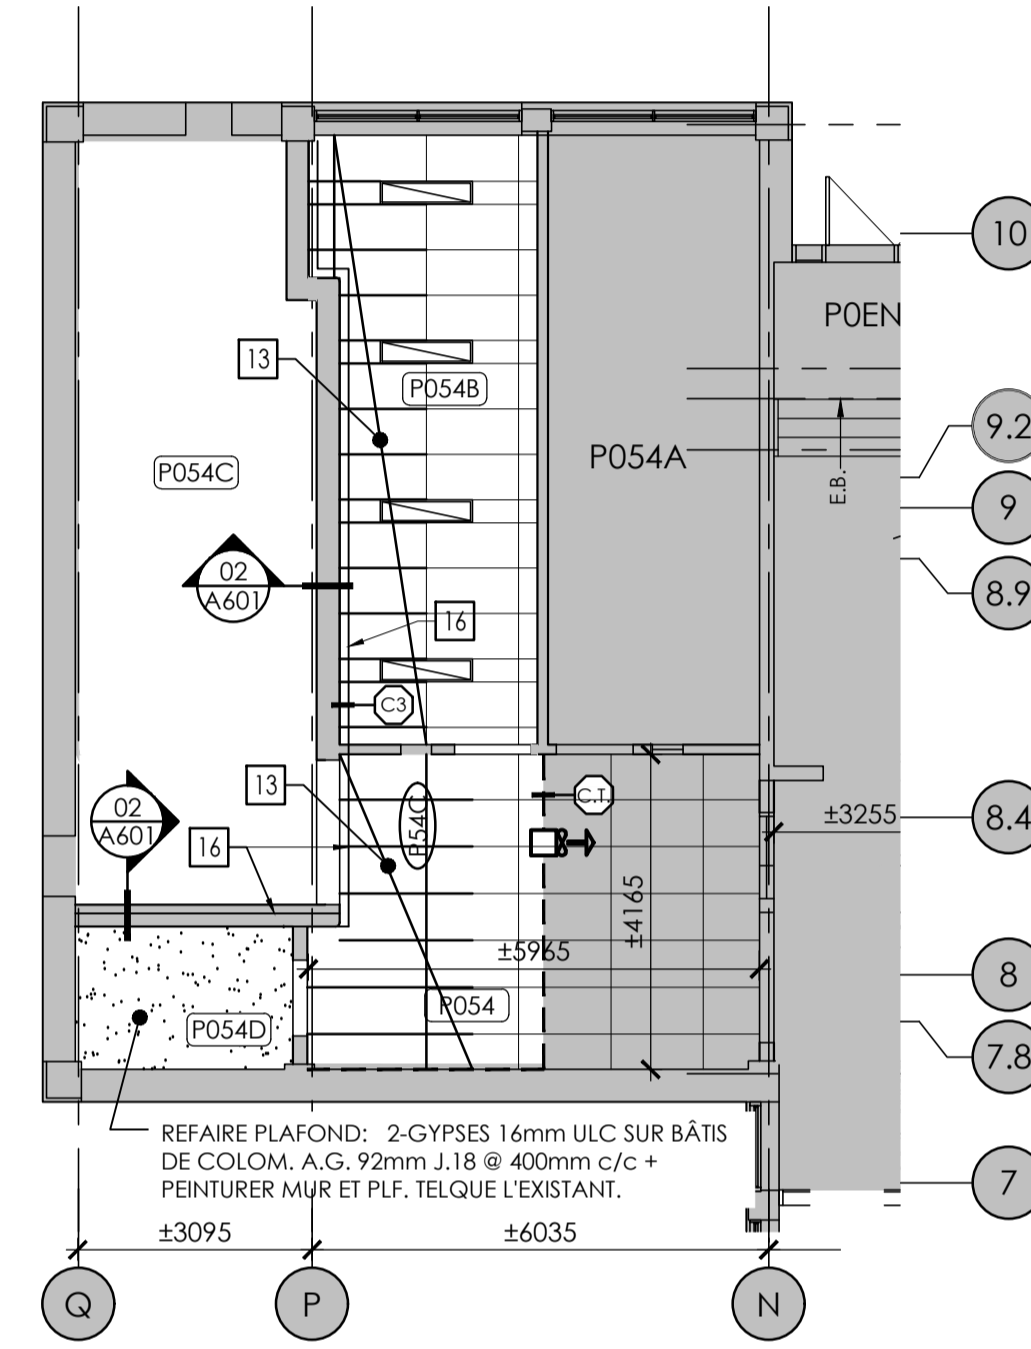 10
P0EN
13
P054B
9.2
P054A
P054C
E.B.
9
02
A601
8.9
16
C3
13
P.54C
C.T.
02
A601
±3255
8.4
16
±4165
±5965
8
P054
P054D
7.8
REFAIRE PLAFOND: 2-GYPSES 16mm ULC SUR BÂTIS
DE COLOM. A.G. 92mm J.18 @ 400mm c/c +
PEINTURER MUR ET PLF. TELQUE L'EXISTANT.
7
±3095
±6035
Q
P
N